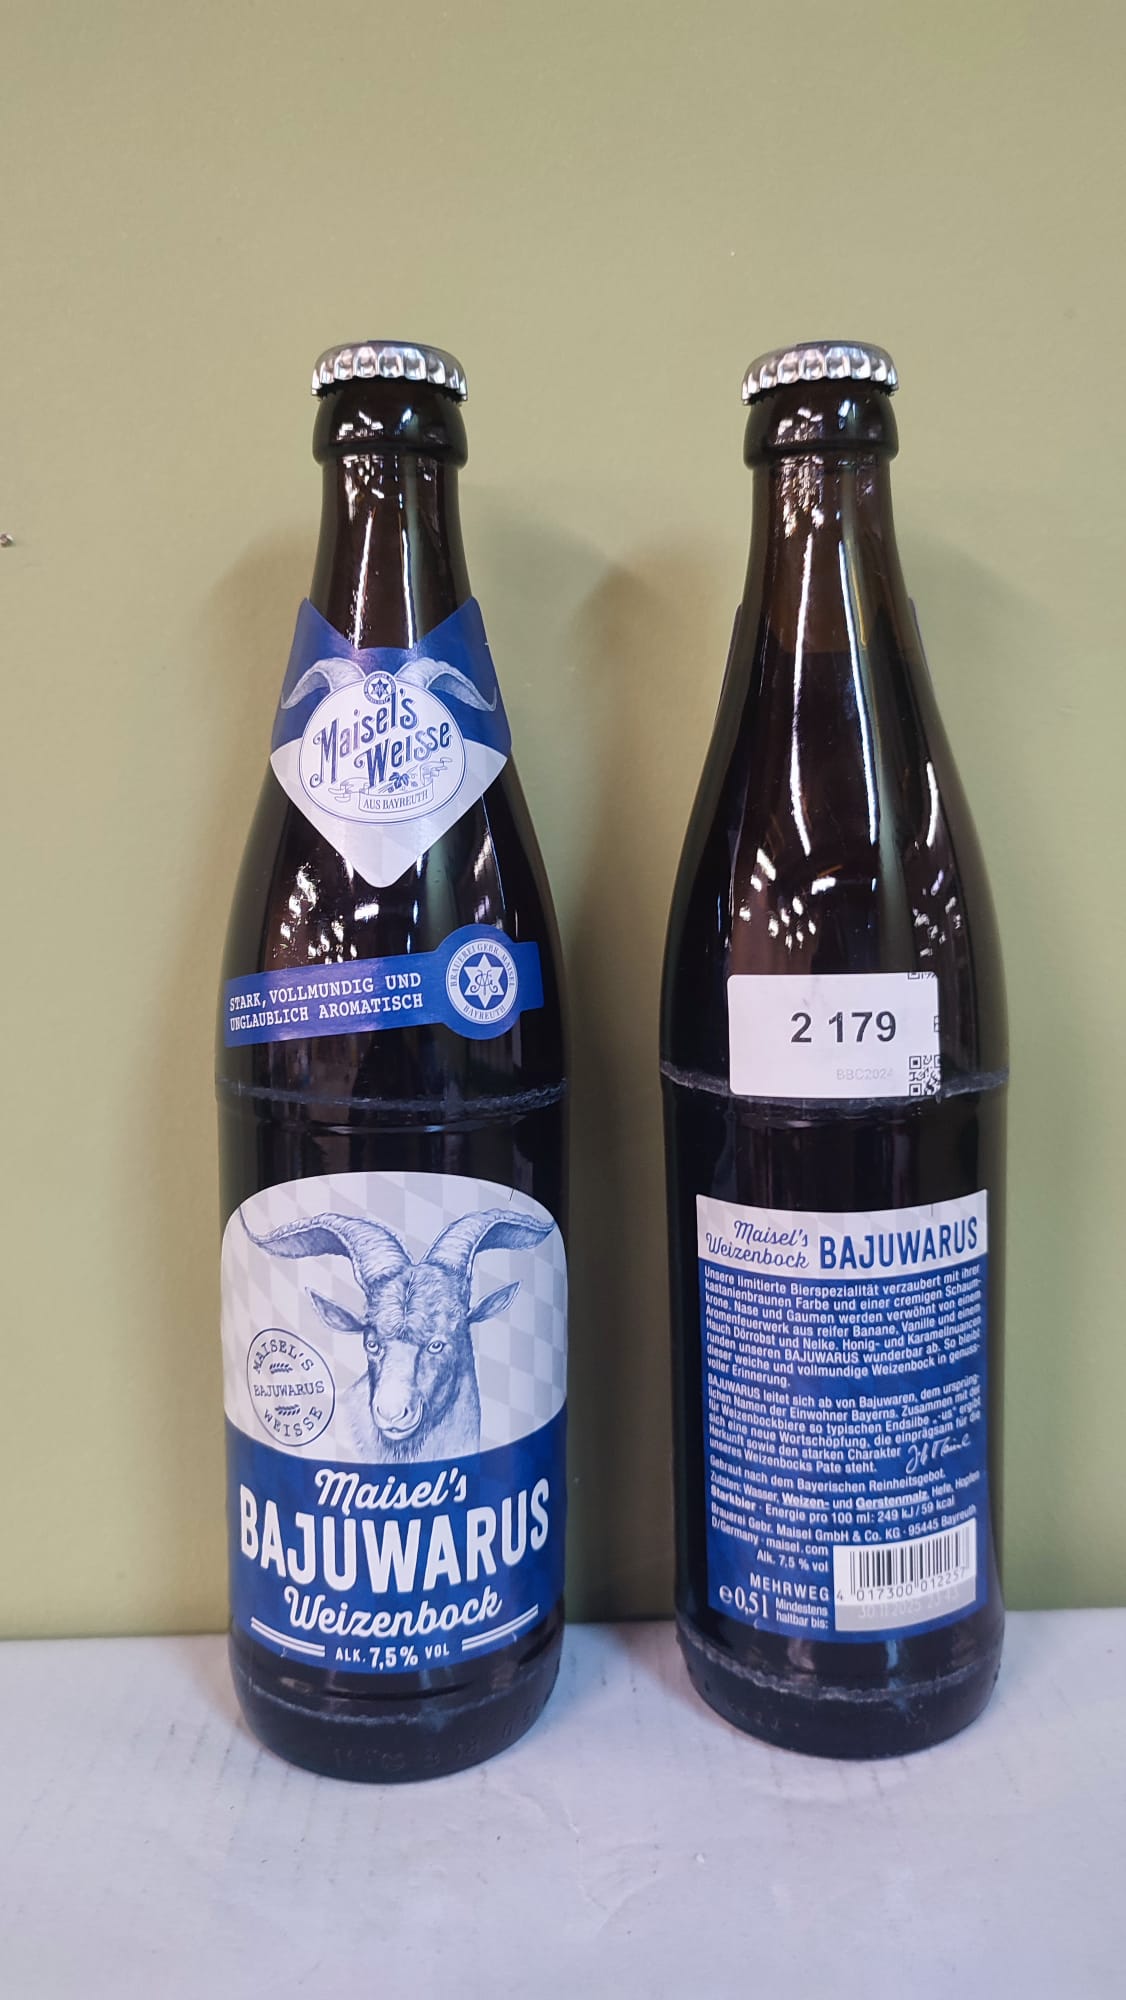 Maisel's
Weisse
AUS BAYREUTH
STARK, VOLLMUNDIG UND
UNGLAUBLICH AROMATISCH
BRAUEREI GEBR. MAISEL
BAYREUTH
MAISEL'S
BAJUWARUS
WEISSE
Maisel's
BAJUWARUS
Weizenbock
ALK. 7,5% VOL
2 179
BBC2024
Maisel's
Weizenbock BAJUWARUS
Unsere limitierte Bierspezialität verzaubert mit ihrer
kastanienbraunen Farbe und einer cremigen Schaum-
krone. Nase und Gaumen werden verwöhnt von einem
Aromenfeuerwerk aus reifer Banane, Vanille und einem
Hauch Dörrobst und Nelke. Honig- und Karamellnuancen
runden unseren BAJUWARUS wunderbar ab. So bleibt
dieser weiche und vollmundige Weizenbock in genuss-
voller Erinnerung.
BAJUWARUS leitet sich ab von Bajuwaren, dem ursprüng-
lichen Namen der Einwohner Bayerns. Zusammen mit der
für Weizenbockbiere so typischen Endsilbe „-us" ergibt
sich eine neue Wortschöpfung, die einprägsam für die
Herkunft sowie den starken Charakter
unseres Weizenbocks Pate steht.
Gebraut nach dem Bayerischen Reinheitsgebot.
Zutaten: Wasser, Weizen- und Gerstenmalz, Hefe, Hopfen
Starkbier · Energie pro 100 ml: 249 kJ / 59 kcal
Brauerei Gebr. Maisel GmbH & Co. KG · 95445 Bayreuth
D/Germany · maisel.com
Alk. 7,5 % vol
MEHRWEG
e 0,5 l Mindestens
haltbar bis:
4 017300 012257
30.11.2025